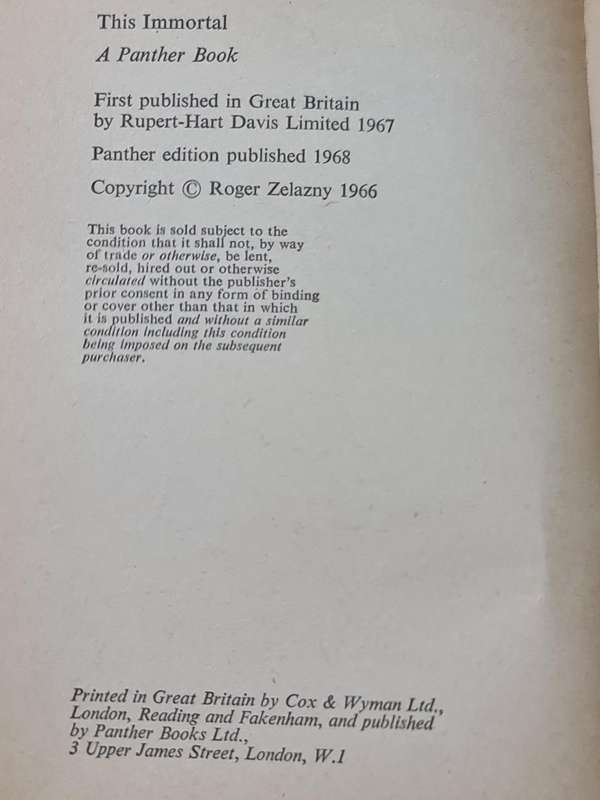 This Immortal
A Panther Book
First published in Great Britain
by Rupert-Hart Davis Limited 1967
Panther edition published 1968
Copyright © Roger Zelazny 1966
This book is sold subject to the
condition that it shall not, by way
of trade or otherwise, be lent,
re-sold, hired out or otherwise
circulated without the publisher's
prior consent in any form of binding
or cover other than that in which
it is published and without a similar
condition including this condition
being imposed on the subsequent
purchaser.
Printed in Great Britain by Cox & Wyman Ltd.,
London, Reading and Fakenham, and published
by Panther Books Ltd.,
3 Upper James Street, London, W.1